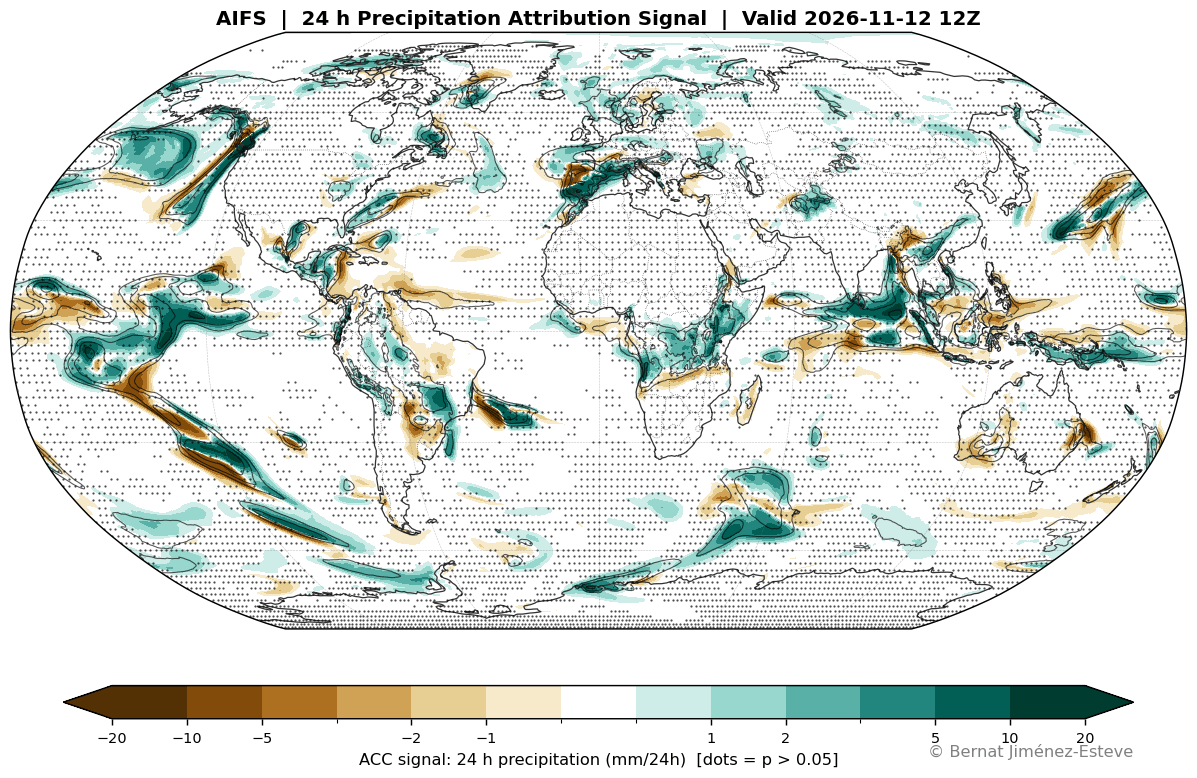 AIFS  |  24 h Precipitation Attribution Signal  |  Valid 2026-11-12 12Z
−20 −10 −5 −2 −1 1 2 5 10 20
ACC signal: 24 h precipitation (mm/24h)  [dots = p > 0.05]
© Bernat Jiménez-Esteve